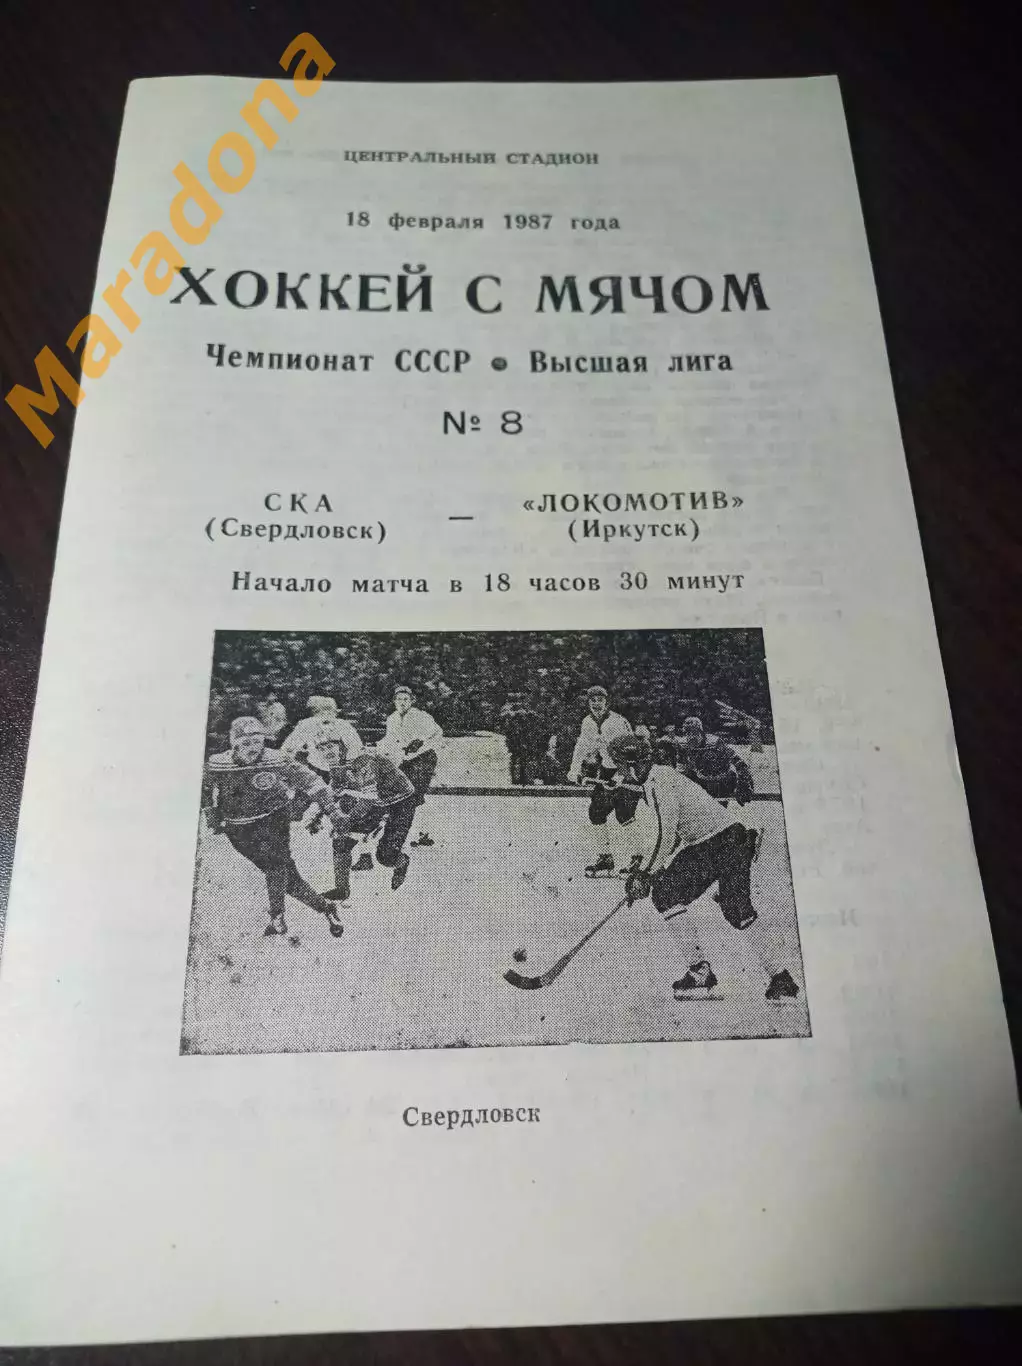 Maradona
ЦЕНТРАЛЬНЫЙ СТАДИОН
18 февраля 1987 года
ХОККЕЙ С МЯЧОМ
Чемпионат СССР • Высшая лига
№ 8
СКА — «ЛОКОМОТИВ»
(Свердловск) (Иркутск)
Начало матча в 18 часов 30 минут
Свердловск